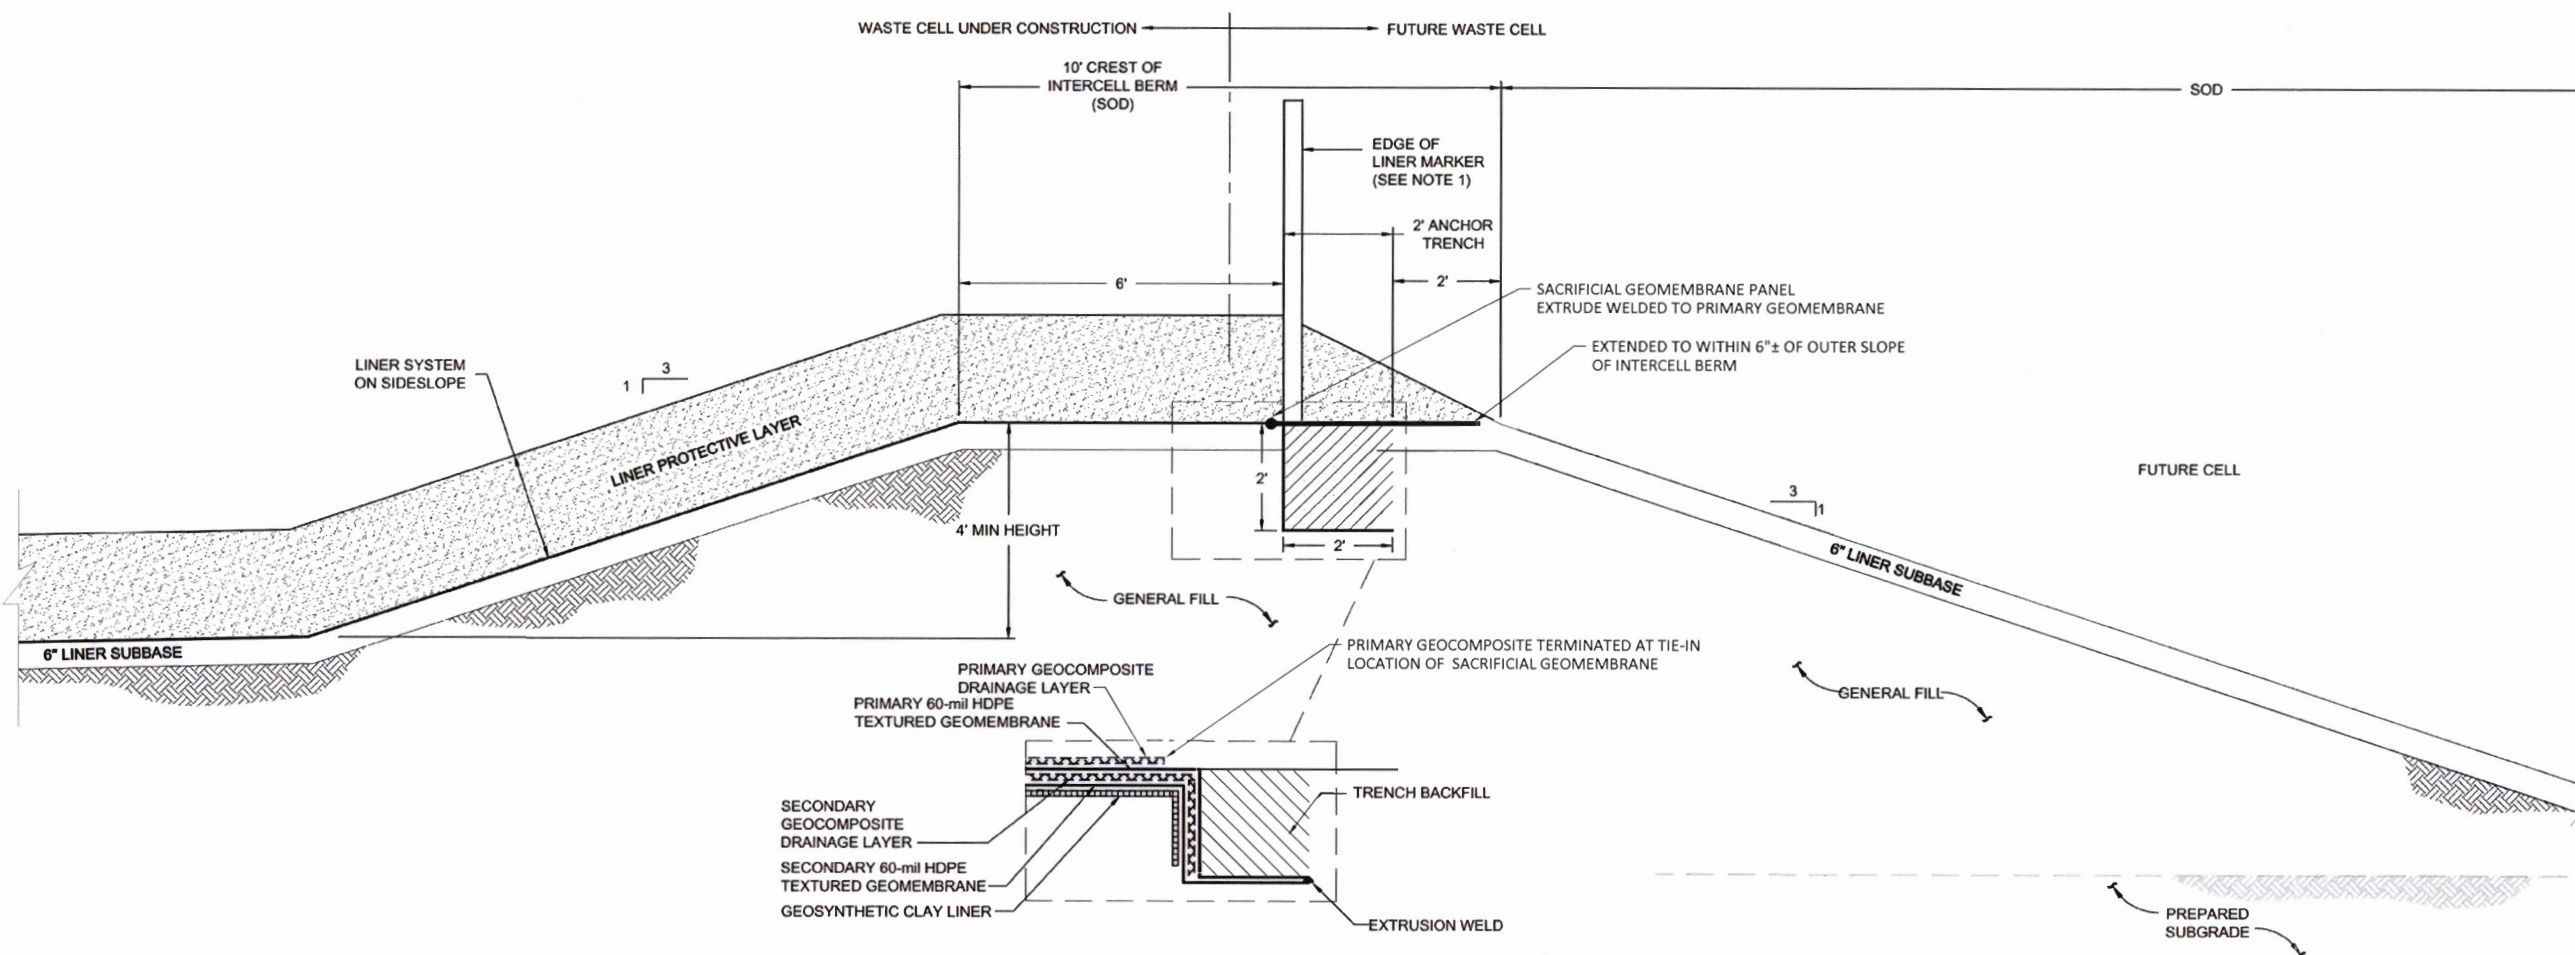 WASTE CELL UNDER CONSTRUCTION
FUTURE WASTE CELL
10' CREST OF
INTERCELL BERM
(SOD)
SOD
EDGE OF
LINER MARKER
(SEE NOTE 1)
2' ANCHOR
TRENCH
6'
2'
SACRIFICIAL GEOMEMBRANE PANEL
EXTRUDE WELDED TO PRIMARY GEOMEMBRANE
EXTENDED TO WITHIN 6"± OF OUTER SLOPE
OF INTERCELL BERM
LINER SYSTEM
ON SIDESLOPE
3
1
LINER PROTECTIVE LAYER
2'
4' MIN HEIGHT
2'
FUTURE CELL
3
1
6" LINER SUBBASE
GENERAL FILL
6" LINER SUBBASE
PRIMARY GEOCOMPOSITE TERMINATED AT TIE-IN
LOCATION OF SACRIFICIAL GEOMEMBRANE
GENERAL FILL
PRIMARY GEOCOMPOSITE
DRAINAGE LAYER
PRIMARY 60-mil HDPE
TEXTURED GEOMEMBRANE
TRENCH BACKFILL
SECONDARY
GEOCOMPOSITE
DRAINAGE LAYER
SECONDARY 60-mil HDPE
TEXTURED GEOMEMBRANE
GEOSYNTHETIC CLAY LINER
EXTRUSION WELD
PREPARED
SUBGRADE